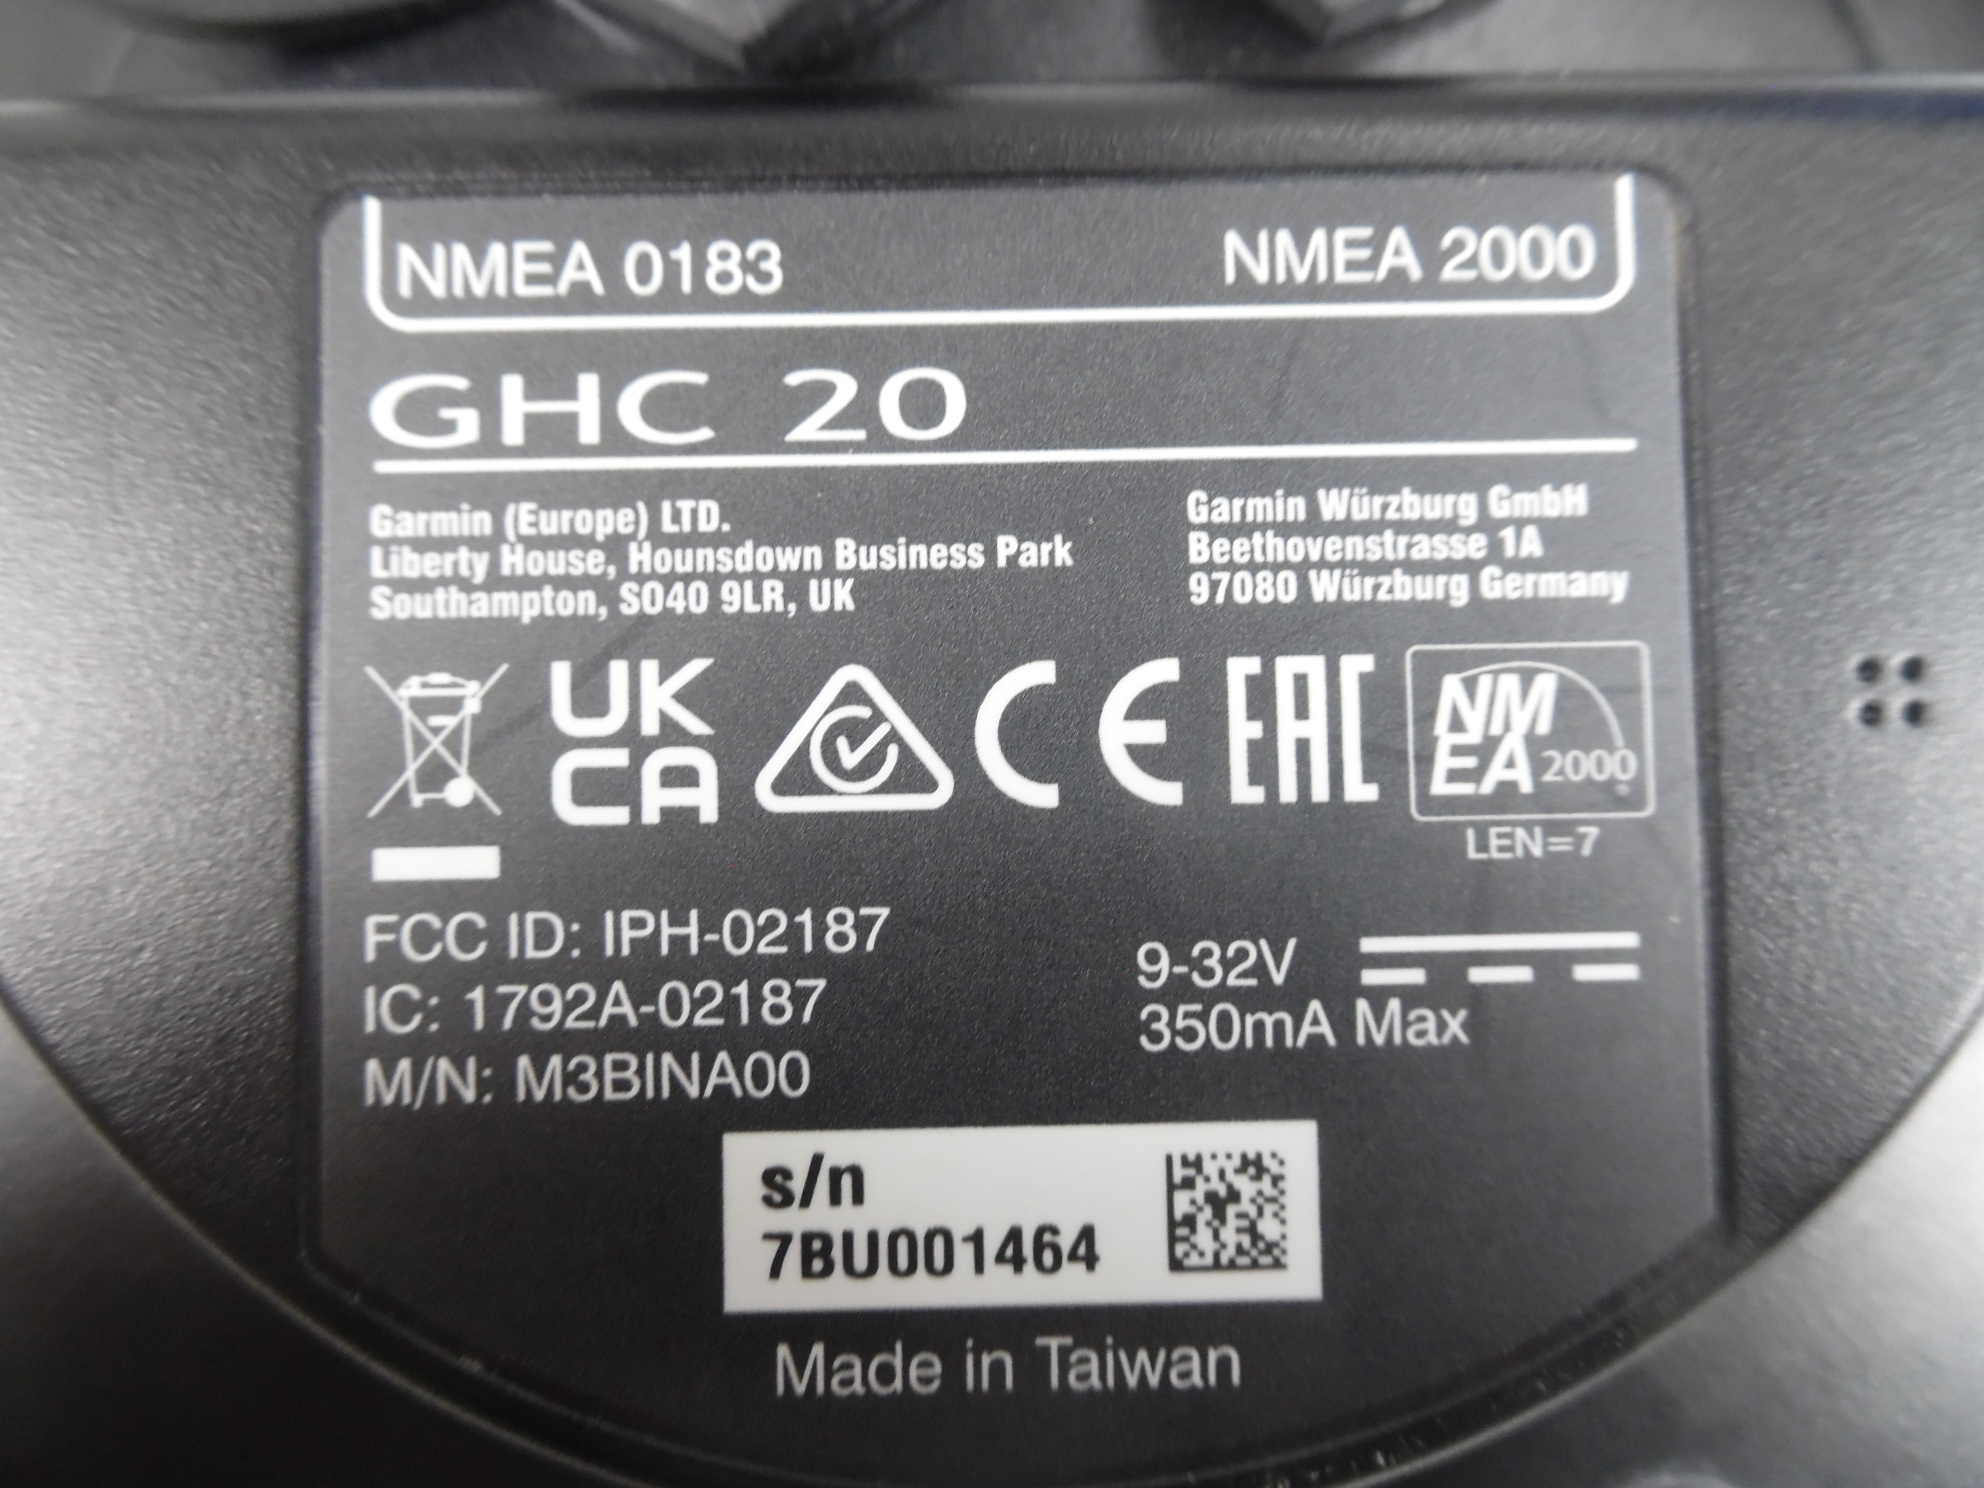 NMEA 0183
NMEA 2000
GHC 20
Garmin (Europe) LTD.
Liberty House, Hounsdown Business Park
Southampton, SO40 9LR, UK
Garmin Würzburg GmbH
Beethovenstrasse 1A
97080 Würzburg Germany
UK
CA
CE
EAC
NM
EA 2000
LEN=7
FCC ID: IPH-02187
IC: 1792A-02187
M/N: M3BINA00
9-32V
350mA Max
s/n
7BU001464
Made in Taiwan